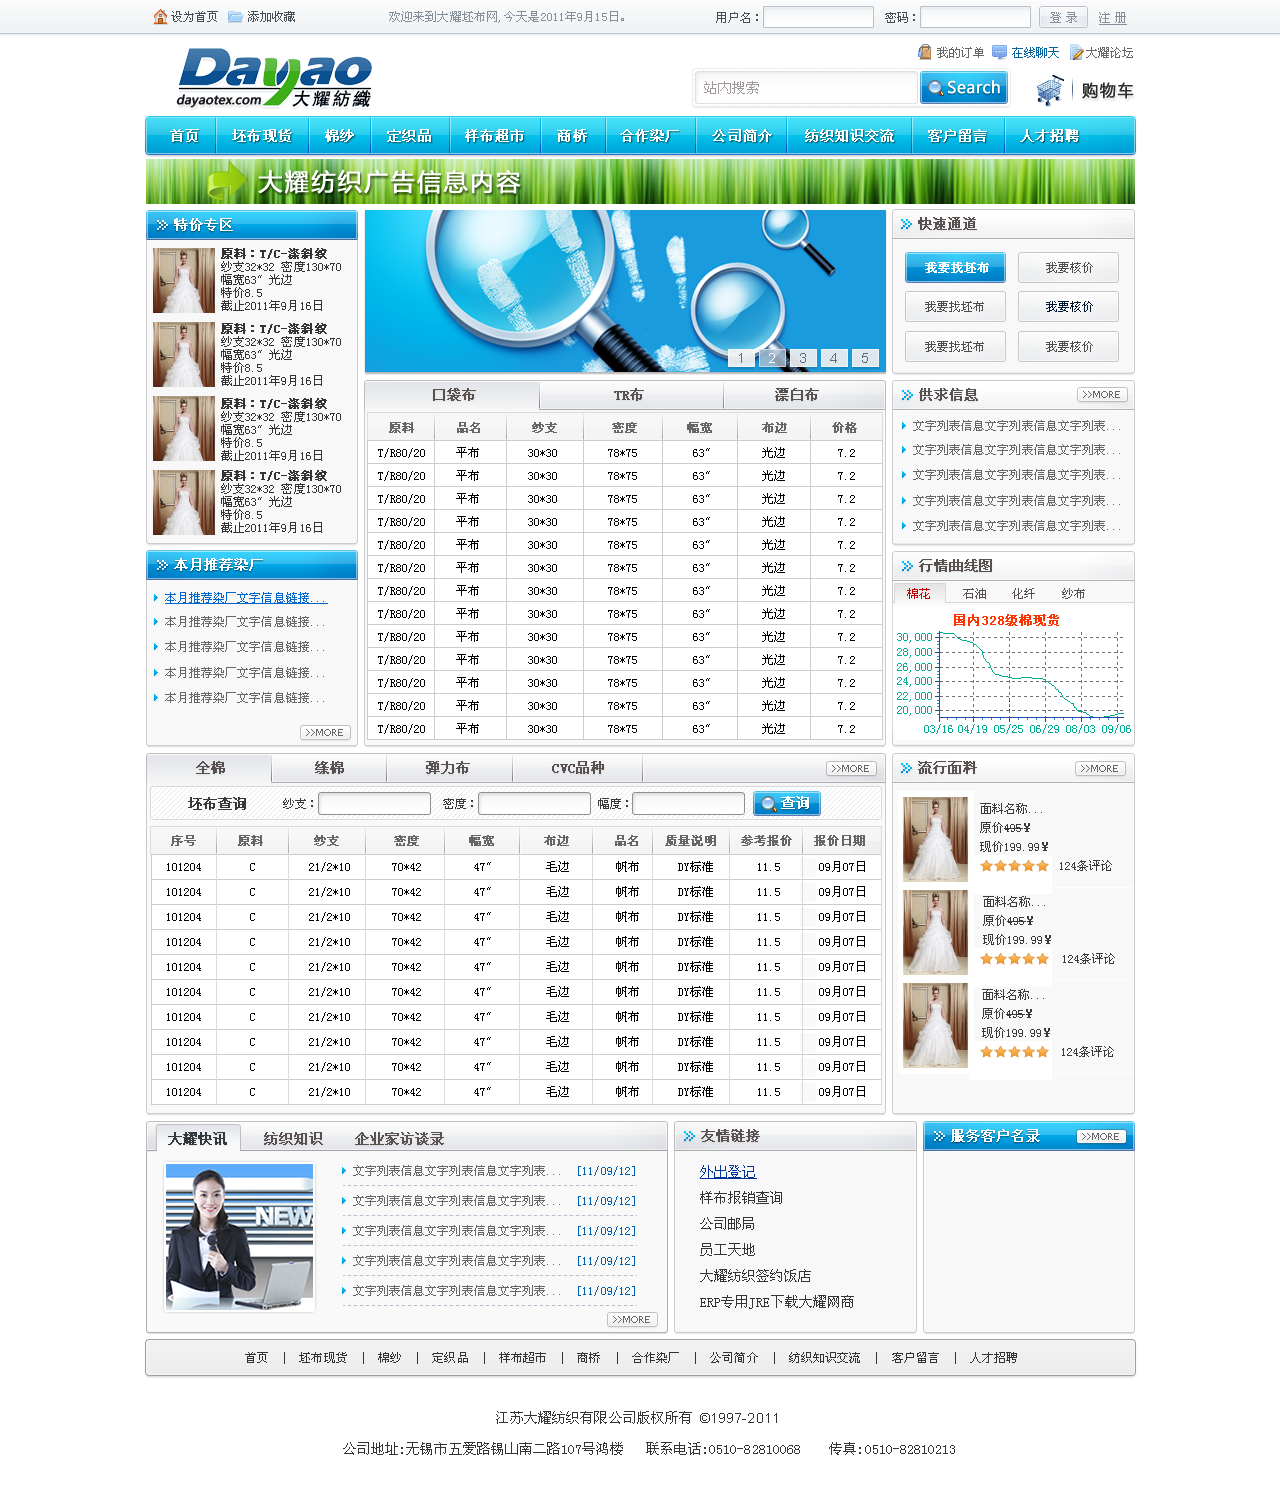 设为首页 添加收藏 欢迎来到大耀坯布网,今天是2011年9月15日。 用户名： 密码： 登 录 注 册
我的订单 在线聊天 大耀论坛
Dayao
dayaotex.com 大耀紡織
站内搜索 Search 购物车
首页 坯布现货 棉纱 定织品 样布超市 商桥 合作染厂 公司简介 纺织知识交流 客户留言 人才招聘
大耀纺织广告信息内容
特价专区
原料：T/C-涤斜纹
纱支32*32 密度130*70
幅宽63″ 光边
特价8.5
截止2011年9月16日
原料：T/C-涤斜纹
纱支32*32 密度130*70
幅宽63″ 光边
特价8.5
截止2011年9月16日
原料：T/C-涤斜纹
纱支32*32 密度130*70
幅宽63″ 光边
特价8.5
截止2011年9月16日
原料：T/C-涤斜纹
纱支32*32 密度130*70
幅宽63″ 光边
特价8.5
截止2011年9月16日
本月推荐染厂
本月推荐染厂文字信息链接...
本月推荐染厂文字信息链接...
本月推荐染厂文字信息链接...
本月推荐染厂文字信息链接...
本月推荐染厂文字信息链接...
>>MORE
1 2 3 4 5
口袋布 TR布 漂白布
原料 品名 纱支 密度 幅宽 布边 价格
T/R80/20 平布 30*30 78*75 63″ 光边 7.2
T/R80/20 平布 30*30 78*75 63″ 光边 7.2
T/R80/20 平布 30*30 78*75 63″ 光边 7.2
T/R80/20 平布 30*30 78*75 63″ 光边 7.2
T/R80/20 平布 30*30 78*75 63″ 光边 7.2
T/R80/20 平布 30*30 78*75 63″ 光边 7.2
T/R80/20 平布 30*30 78*75 63″ 光边 7.2
T/R80/20 平布 30*30 78*75 63″ 光边 7.2
T/R80/20 平布 30*30 78*75 63″ 光边 7.2
T/R80/20 平布 30*30 78*75 63″ 光边 7.2
T/R80/20 平布 30*30 78*75 63″ 光边 7.2
T/R80/20 平布 30*30 78*75 63″ 光边 7.2
T/R80/20 平布 30*30 78*75 63″ 光边 7.2
快速通道
我要找坯布 我要核价
我要找坯布 我要核价
我要找坯布 我要核价
供求信息 >>MORE
文字列表信息文字列表信息文字列表...
文字列表信息文字列表信息文字列表...
文字列表信息文字列表信息文字列表...
文字列表信息文字列表信息文字列表...
文字列表信息文字列表信息文字列表...
行情曲线图
棉花 石油 化纤 纱布
国内328级棉现货
30,000
28,000
26,000
24,000
22,000
20,000
03/16 04/19 05/25 06/29 08/03 09/06
全棉 涤棉 弹力布 CVC品种 >>MORE
坯布查询 纱支： 密度： 幅度： 查询
序号 原料 纱支 密度 幅宽 布边 品名 质量说明 参考报价 报价日期
101204 C 21/2*10 70*42 47″ 毛边 帆布 DY标准 11.5 09月07日
101204 C 21/2*10 70*42 47″ 毛边 帆布 DY标准 11.5 09月07日
101204 C 21/2*10 70*42 47″ 毛边 帆布 DY标准 11.5 09月07日
101204 C 21/2*10 70*42 47″ 毛边 帆布 DY标准 11.5 09月07日
101204 C 21/2*10 70*42 47″ 毛边 帆布 DY标准 11.5 09月07日
101204 C 21/2*10 70*42 47″ 毛边 帆布 DY标准 11.5 09月07日
101204 C 21/2*10 70*42 47″ 毛边 帆布 DY标准 11.5 09月07日
101204 C 21/2*10 70*42 47″ 毛边 帆布 DY标准 11.5 09月07日
101204 C 21/2*10 70*42 47″ 毛边 帆布 DY标准 11.5 09月07日
101204 C 21/2*10 70*42 47″ 毛边 帆布 DY标准 11.5 09月07日
流行面料 >>MORE
面料名称...
原价495¥
现价199.99¥
124条评论
面料名称...
原价495¥
现价199.99¥
124条评论
面料名称...
原价495¥
现价199.99¥
124条评论
大耀快讯 纺织知识 企业家访谈录
NEW
文字列表信息文字列表信息文字列表... [11/09/12]
文字列表信息文字列表信息文字列表... [11/09/12]
文字列表信息文字列表信息文字列表... [11/09/12]
文字列表信息文字列表信息文字列表... [11/09/12]
文字列表信息文字列表信息文字列表... [11/09/12]
>>MORE
友情链接
外出登记
样布报销查询
公司邮局
员工天地
大耀纺织签约饭店
ERP专用JRE下载大耀网商
服务客户名录 >>MORE
首页 | 坯布现货 | 棉纱 | 定织品 | 样布超市 | 商桥 | 合作染厂 | 公司简介 | 纺织知识交流 | 客户留言 | 人才招聘
江苏大耀纺织有限公司版权所有 ©1997-2011
公司地址:无锡市五爱路锡山南二路107号鸿楼 联系电话:0510-82810068 传真:0510-82810213